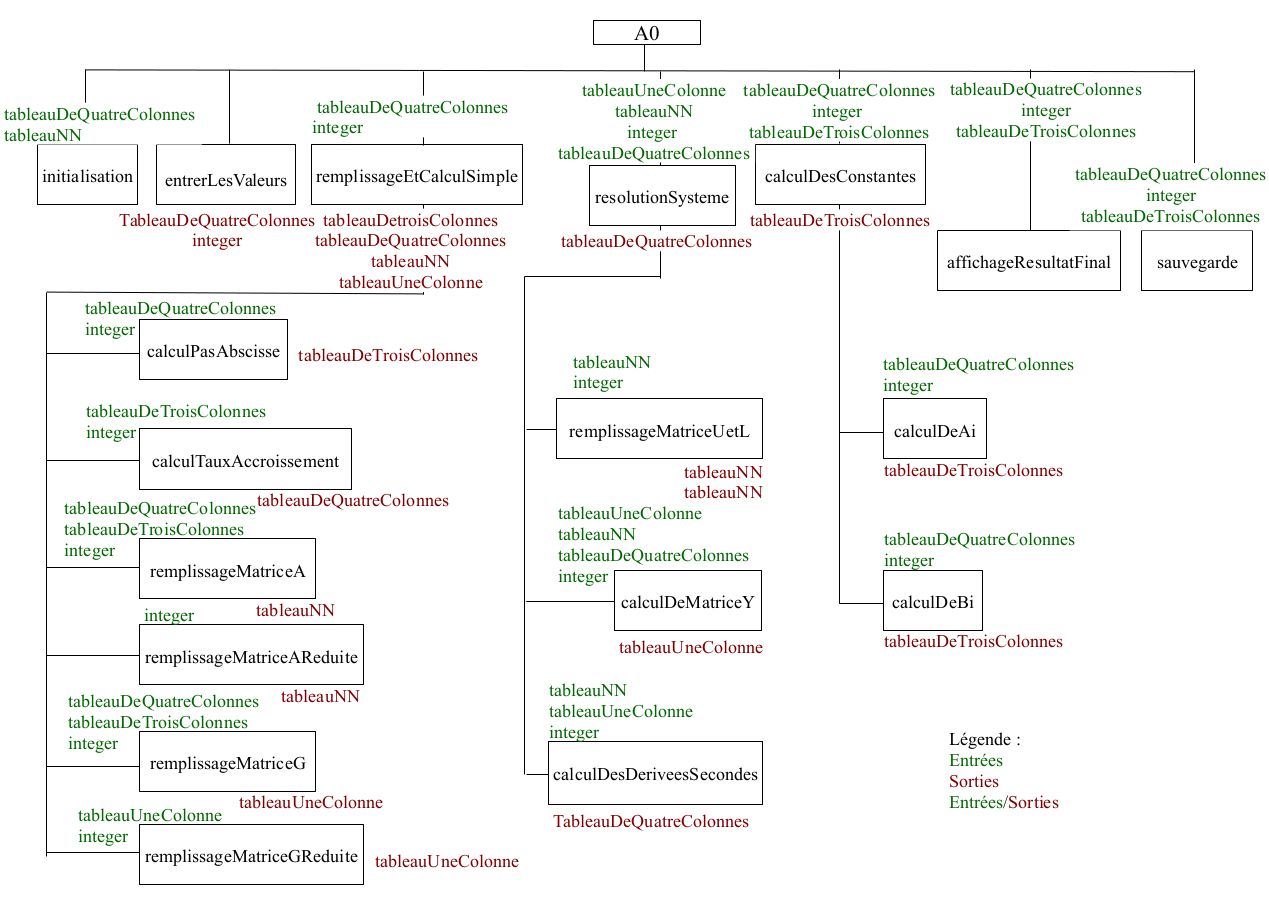 A0
tableauDeQuatreColonnes
tableauNN
initialisation
entrerLesValeurs
TableauDeQuatreColonnes
integer
tableauDeQuatreColonnes
integer
remplissageEtCalculSimple
tableauDetroisColonnes
tableauDeQuatreColonnes
tableauNN
tableauUneColonne
tableauUneColonne
tableauNN
integer
tableauDeQuatreColonnes
resolutionSysteme
tableauDeQuatreColonnes
tableauDeQuatreColonnes
integer
tableauDeTroisColonnes
calculDesConstantes
tableauDeTroisColonnes
tableauDeQuatreColonnes
integer
tableauDeTroisColonnes
affichageResultatFinal
tableauDeQuatreColonnes
integer
tableauDeTroisColonnes
sauvegarde
tableauDeQuatreColonnes
integer
calculPasAbscisse
tableauDeTroisColonnes
tableauDeTroisColonnes
integer
calculTauxAccroissement
tableauDeQuatreColonnes
tableauDeQuatreColonnes
tableauDeTroisColonnes
integer
remplissageMatriceA
tableauNN
integer
remplissageMatriceAReduite
tableauNN
tableauDeQuatreColonnes
tableauDeTroisColonnes
integer
remplissageMatriceG
tableauUneColonne
tableauUneColonne
integer
remplissageMatriceGReduite
tableauUneColonne
tableauNN
integer
remplissageMatriceUetL
tableauNN
tableauNN
tableauUneColonne
tableauNN
tableauDeQuatreColonnes
integer
calculDeMatriceY
tableauUneColonne
tableauNN
tableauUneColonne
integer
calculDesDeriveesSecondes
TableauDeQuatreColonnes
tableauDeQuatreColonnes
integer
calculDeAi
tableauDeTroisColonnes
tableauDeQuatreColonnes
integer
calculDeBi
tableauDeTroisColonnes
Légende :
Entrées
Sorties
Entrées/Sorties